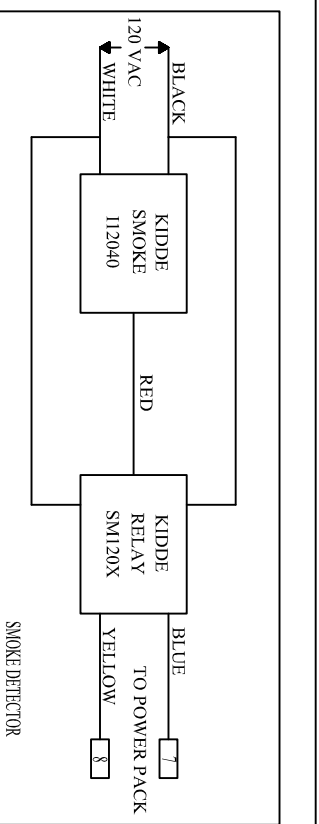 120 VAC
BLACK
WHITE
KIDDE
SMOKE
I12040
RED
KIDDE
RELAY
SM120X
BLUE
YELLOW
TO POWER PACK
7
8
SMOKE DETECTOR